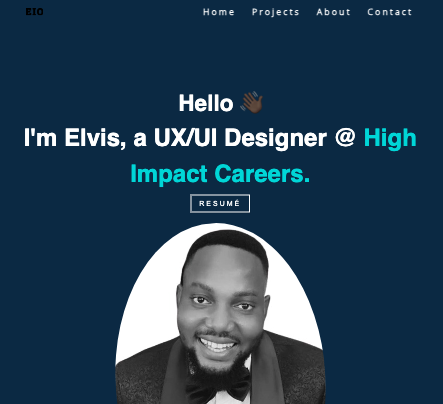 EIO
Home Projects About Contact
Hello 👋🏿
I'm Elvis, a UX/UI Designer @ High
Impact Careers.
RESUMÉ